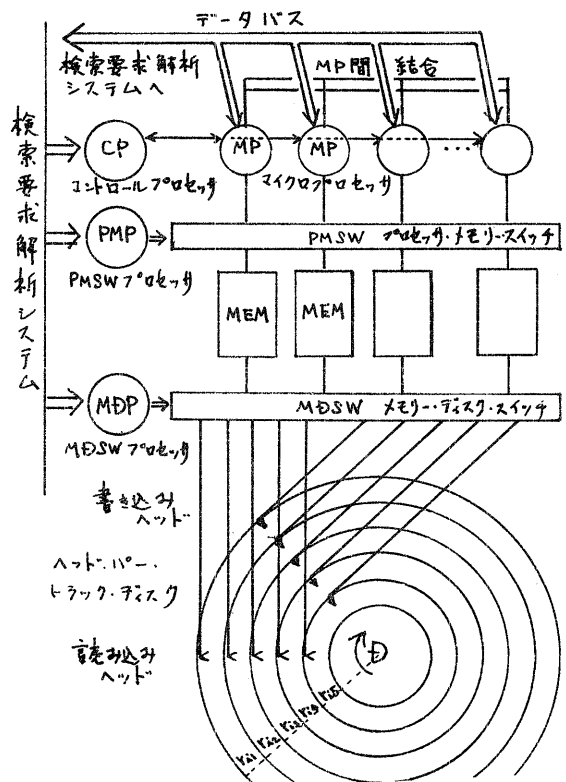 データバス
検索要求解析
システムへ
MP間 結合
検索要求解析システム
CP
MP
MP
...
コントロールプロセッサ
マイクロプロセッサ
PMP
PMSW プロセッサ・メモリースイッチ
PMSWプロセッサ
MEM
MEM
MDP
MDSW メモリー・ディスク・スイッチ
MDSWプロセッサ
書き込み
ヘッド
ヘッド・パー・
トラック・ディスク
読み込み
ヘッド
D